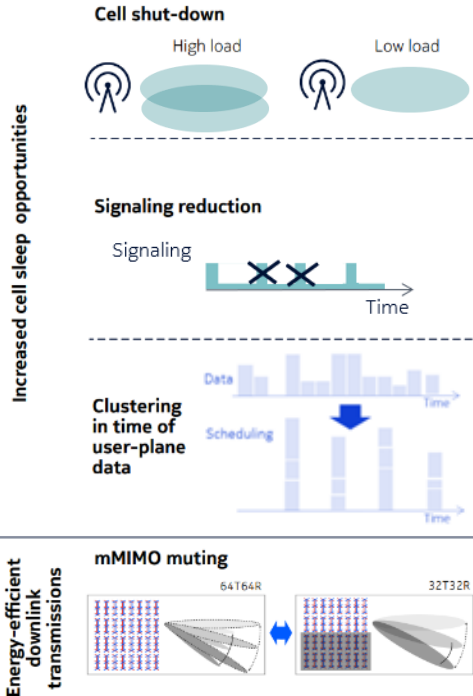 Cell shut-down
High load
Low load
Increased cell sleep opportunities
Signaling reduction
Signaling
Time
Clustering
in time of
user-plane
data
Data
Time
Scheduling
Time
Energy-efficient
downlink
transmissions
mMIMO muting
64T64R
32T32R